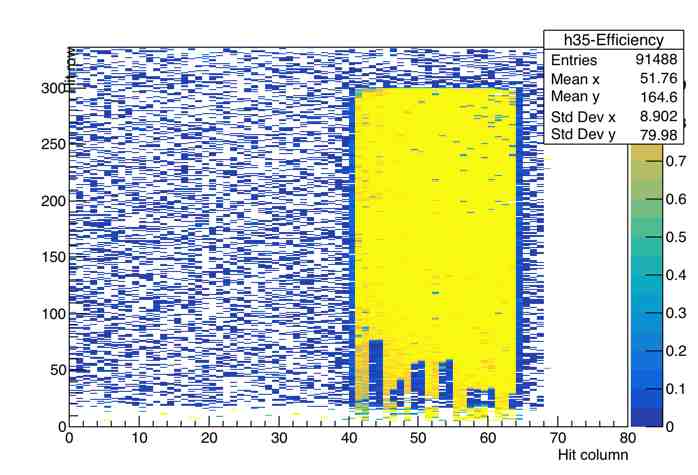 h35-Efficiency
Entries 91488
Mean x 51.76
Mean y 164.6
Std Dev x 8.902
Std Dev y 79.98
300
250
200
150
100
50
0
0 10 20 30 40 50 60 70 80
Hit column
0.7
0.6
0.5
0.4
0.3
0.2
0.1
0